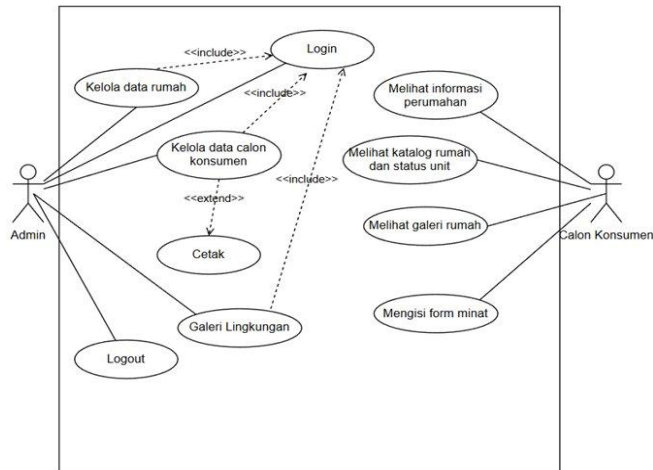 Login
<<include>>
Kelola data rumah
<<include>>
Melihat informasi
perumahan
Kelola data calon
konsumen
Melihat katalog rumah
dan status unit
<<include>>
<<extend>>
Admin
Melihat galeri rumah
Calon Konsumen
Cetak
Mengisi form minat
Galeri Lingkungan
Logout